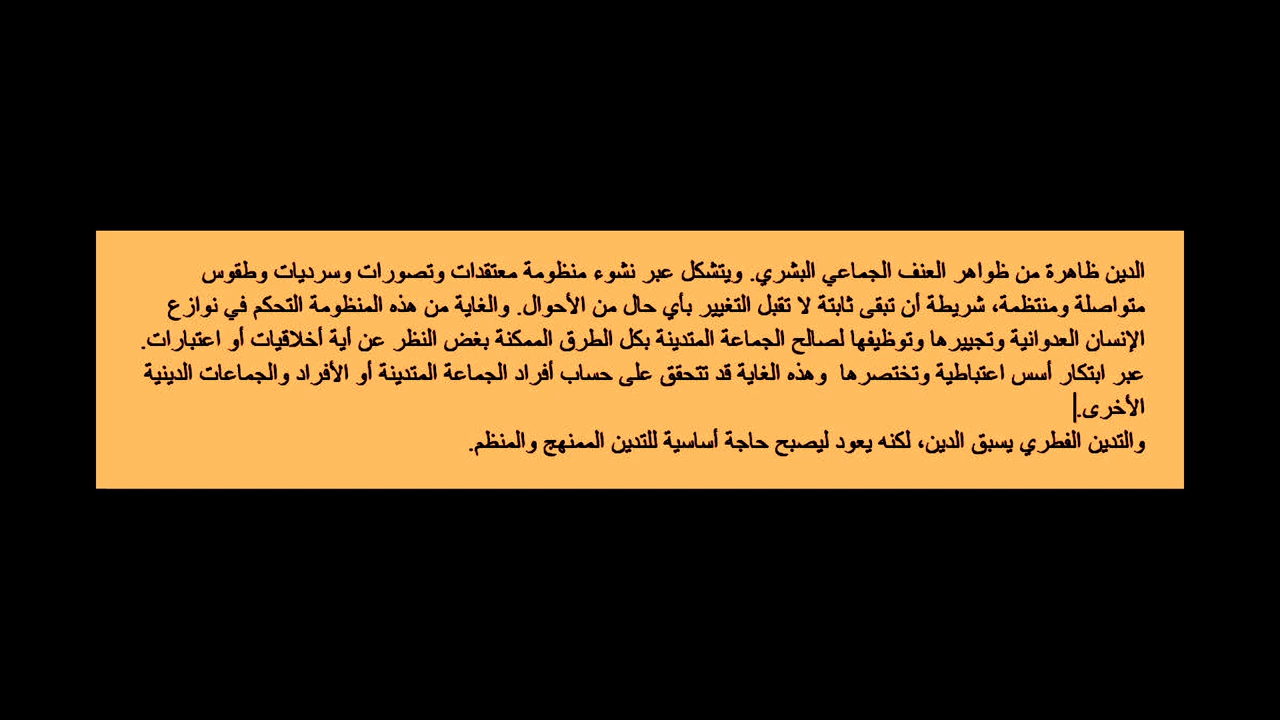 الدين ظاهرة من ظواهر العنف الجماعي البشري. ويتشكل عبر نشوء منظومة معتقدات وتصورات وسرديات وطقوس
متواصلة ومنتظمة، شريطة أن تبقى ثابتة لا تقبل التغيير بأي حال من الأحوال. والغاية من هذه المنظومة التحكم في نوازع
الإنسان العدوانية وتجييرها وتوظيفها لصالح الجماعة المتدينة بكل الطرق الممكنة بغض النظر عن أية أخلاقيات أو اعتبارات.
عبر ابتكار أسس اعتباطية وتختصرها  وهذه الغاية قد تتحقق على حساب أفراد الجماعة المتدينة أو الأفراد والجماعات الدينية
الأخرى.
والتدين الفطري يسبق الدين، لكنه يعود ليصبح حاجة أساسية للتدين الممنهج والمنظم.